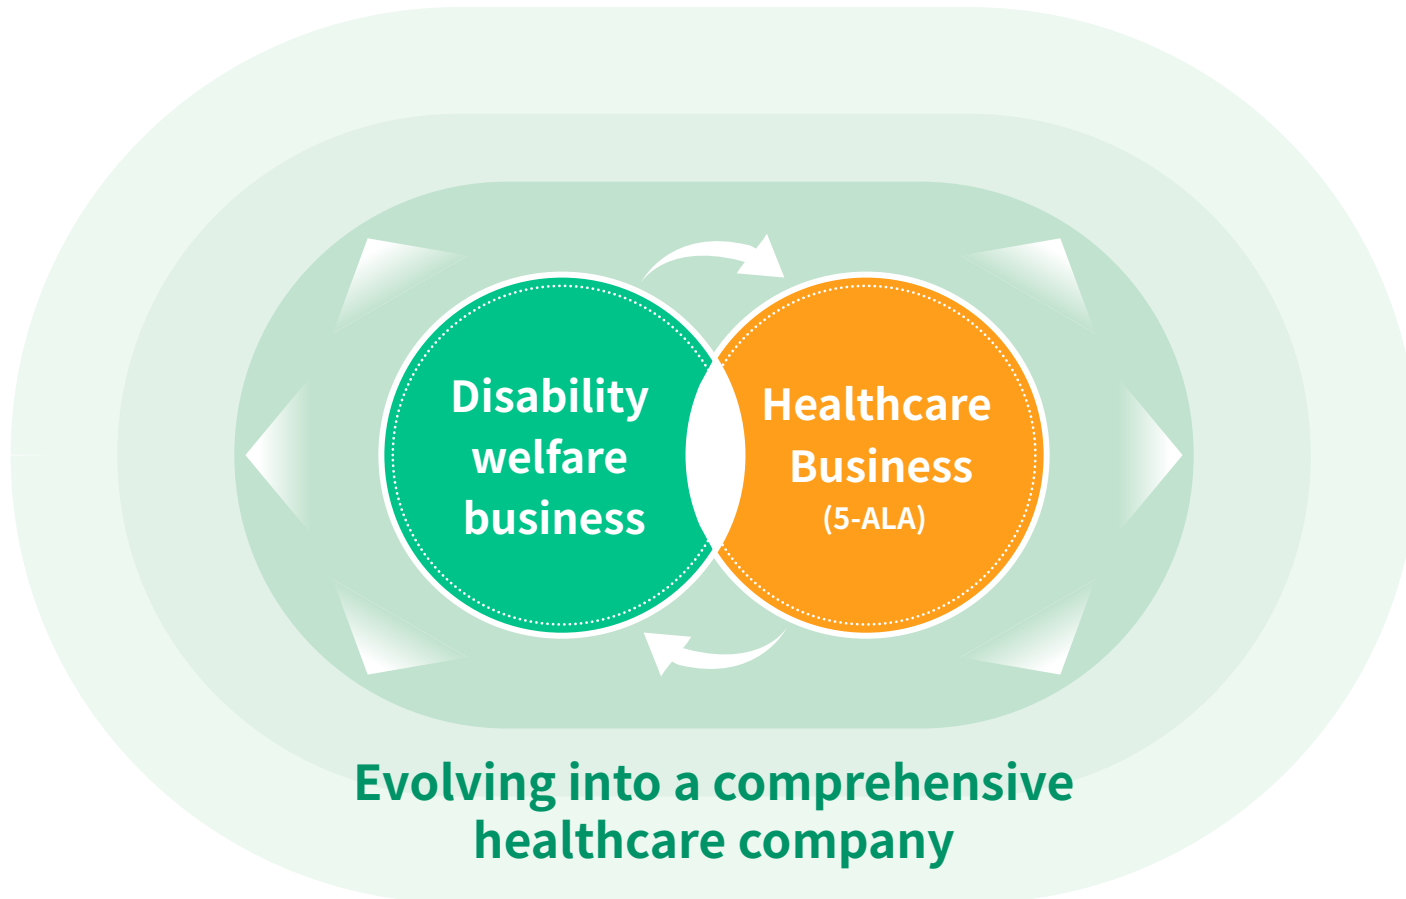 Disability
welfare
business
Healthcare
Business
(5-ALA)
Evolving into a comprehensive
healthcare company